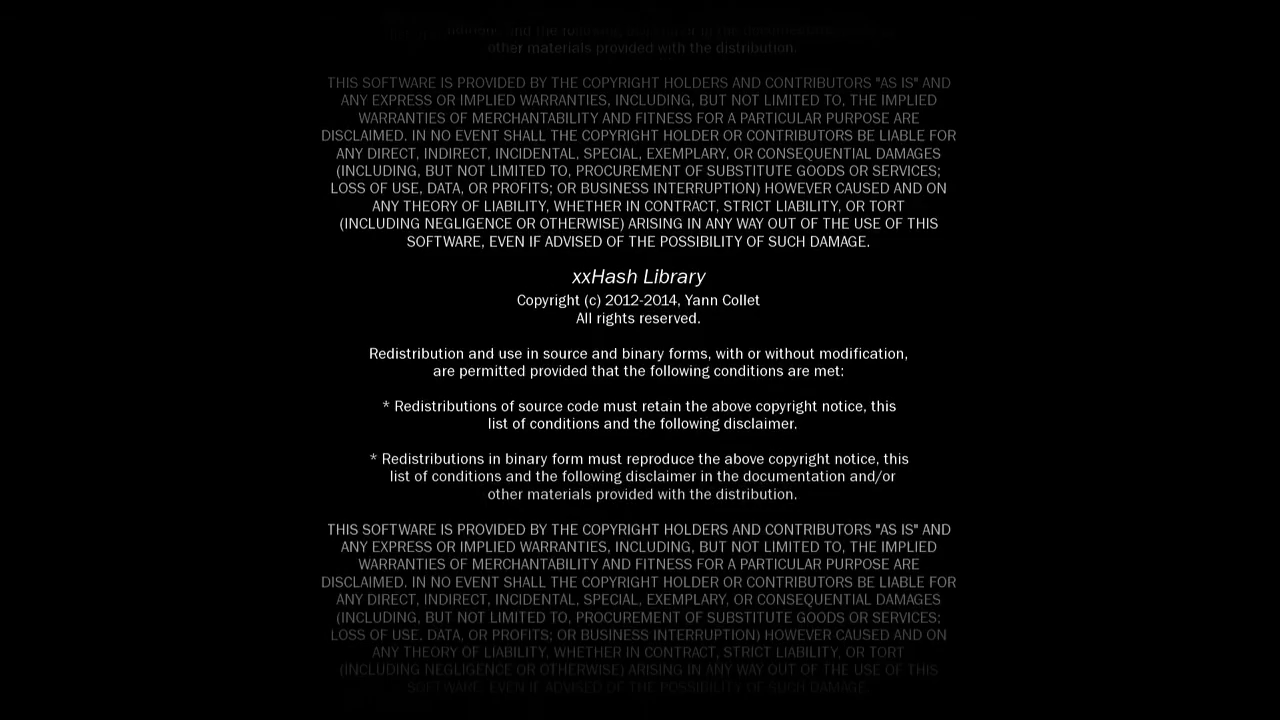 and the following
other materials provided with the distribution.
THIS SOFTWARE IS PROVIDED BY THE COPYRIGHT HOLDERS AND CONTRIBUTORS "AS IS" AND
ANY EXPRESS OR IMPLIED WARRANTIES, INCLUDING, BUT NOT LIMITED TO, THE IMPLIED
WARRANTIES OF MERCHANTABILITY AND FITNESS FOR A PARTICULAR PURPOSE ARE
DISCLAIMED. IN NO EVENT SHALL THE COPYRIGHT HOLDER OR CONTRIBUTORS BE LIABLE FOR
ANY DIRECT, INDIRECT, INCIDENTAL, SPECIAL, EXEMPLARY, OR CONSEQUENTIAL DAMAGES
(INCLUDING, BUT NOT LIMITED TO, PROCUREMENT OF SUBSTITUTE GOODS OR SERVICES;
LOSS OF USE, DATA, OR PROFITS; OR BUSINESS INTERRUPTION) HOWEVER CAUSED AND ON
ANY THEORY OF LIABILITY, WHETHER IN CONTRACT, STRICT LIABILITY, OR TORT
(INCLUDING NEGLIGENCE OR OTHERWISE) ARISING IN ANY WAY OUT OF THE USE OF THIS
SOFTWARE, EVEN IF ADVISED OF THE POSSIBILITY OF SUCH DAMAGE.
xxHash Library
Copyright (c) 2012-2014, Yann Collet
All rights reserved.
Redistribution and use in source and binary forms, with or without modification,
are permitted provided that the following conditions are met:
* Redistributions of source code must retain the above copyright notice, this
list of conditions and the following disclaimer.
* Redistributions in binary form must reproduce the above copyright notice, this
list of conditions and the following disclaimer in the documentation and/or
other materials provided with the distribution.
THIS SOFTWARE IS PROVIDED BY THE COPYRIGHT HOLDERS AND CONTRIBUTORS "AS IS" AND
ANY EXPRESS OR IMPLIED WARRANTIES, INCLUDING, BUT NOT LIMITED TO, THE IMPLIED
WARRANTIES OF MERCHANTABILITY AND FITNESS FOR A PARTICULAR PURPOSE ARE
DISCLAIMED. IN NO EVENT SHALL THE COPYRIGHT HOLDER OR CONTRIBUTORS BE LIABLE FOR
ANY DIRECT, INDIRECT, INCIDENTAL, SPECIAL, EXEMPLARY, OR CONSEQUENTIAL DAMAGES
(INCLUDING, BUT NOT LIMITED TO, PROCUREMENT OF SUBSTITUTE GOODS OR SERVICES;
LOSS OF USE, DATA, OR PROFITS; OR BUSINESS INTERRUPTION) HOWEVER CAUSED AND ON
ANY THEORY OF LIABILITY, WHETHER IN CONTRACT, STRICT LIABILITY, OR TORT
(INCLUDING NEGLIGENCE OR OTHERWISE) ARISING IN ANY WAY OUT OF THE USE OF THIS
SOFTWARE, EVEN IF ADVISED OF THE POSSIBILITY OF SUCH DAMAGE.